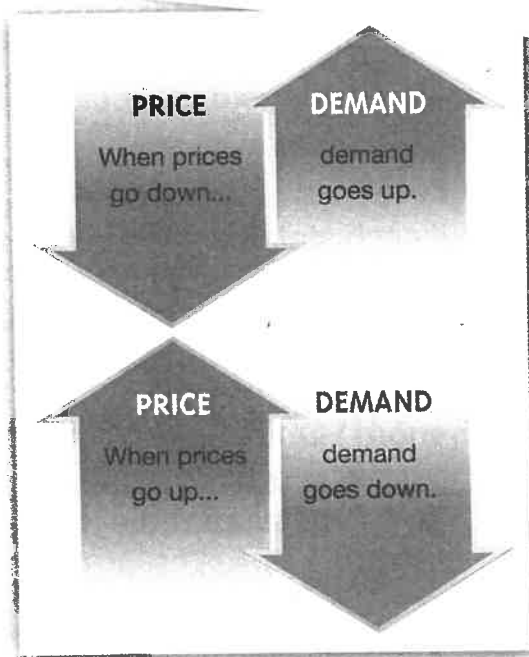 PRICE
When prices
go down...
DEMAND
demand
goes up.
PRICE
When prices
go up...
DEMAND
demand
goes down.